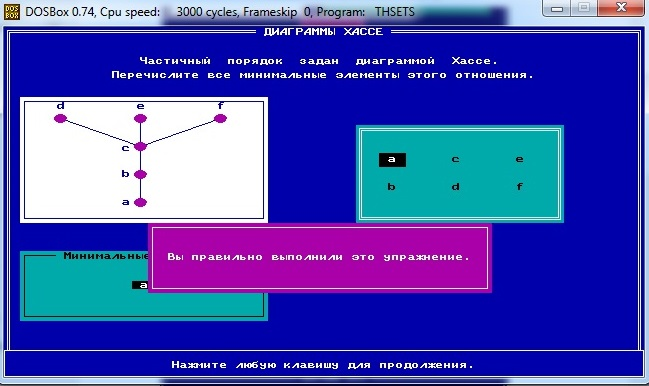 DOSBox 0.74, Cpu speed: 3000 cycles, Frameskip 0, Program: THSETS
ДИАГРАММЫ ХАССЕ
Частичный порядок задан диаграммой Хассе.
Перечислите все минимальные элементы этого отношения.
d e f
c
b
a
a c e
b d f
Минимальные
a
Вы правильно выполнили это упражнение.
Нажмите любую клавишу для продолжения.